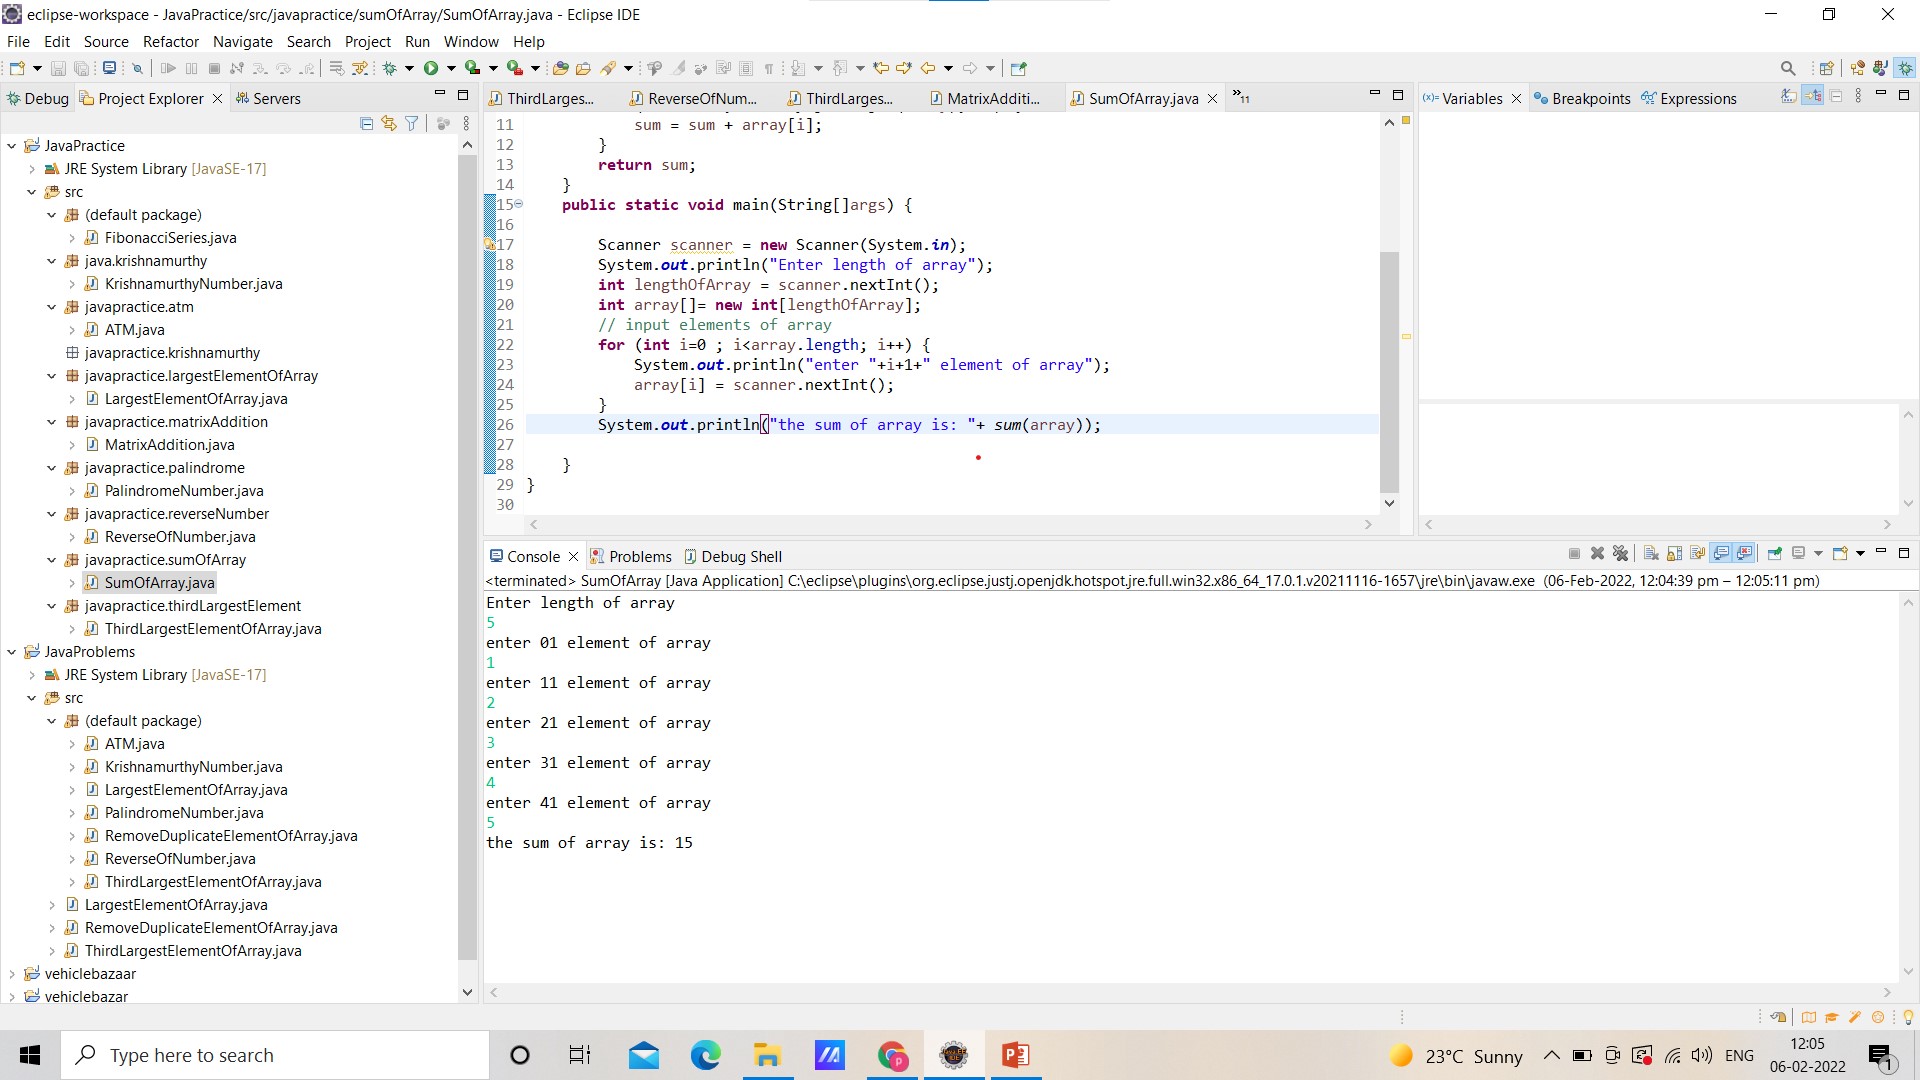 eclipse-workspace - JavaPractice/src/javapractice/sumOfArray/SumOfArray.java - Eclipse IDE
File Edit Source Refactor Navigate Search Project Run Window Help
Debug Project Explorer Servers
ThirdLarges... ReverseOfNum... ThirdLarges... MatrixAdditi... SumOfArray.java »11
(x)= Variables Breakpoints Expressions
JavaPractice
JRE System Library [JavaSE-17]
src
(default package)
FibonacciSeries.java
java.krishnamurthy
KrishnamurthyNumber.java
javapractice.atm
ATM.java
javapractice.krishnamurthy
javapractice.largestElementOfArray
LargestElementOfArray.java
javapractice.matrixAddition
MatrixAddition.java
javapractice.palindrome
PalindromeNumber.java
javapractice.reverseNumber
ReverseOfNumber.java
javapractice.sumOfArray
SumOfArray.java
javapractice.thirdLargestElement
ThirdLargestElementOfArray.java
JavaProblems
JRE System Library [JavaSE-17]
src
(default package)
ATM.java
KrishnamurthyNumber.java
LargestElementOfArray.java
PalindromeNumber.java
RemoveDuplicateElementOfArray.java
ReverseOfNumber.java
ThirdLargestElementOfArray.java
LargestElementOfArray.java
RemoveDuplicateElementOfArray.java
ThirdLargestElementOfArray.java
vehiclebazaar
vehiclebazar
11 sum = sum + array[i];
12 }
13 return sum;
14 }
15 public static void main(String[]args) {
16
17 Scanner scanner = new Scanner(System.in);
18 System.out.println("Enter length of array");
19 int lengthOfArray = scanner.nextInt();
20 int array[]= new int[lengthOfArray];
21 // input elements of array
22 for (int i=0 ; i<array.length; i++) {
23 System.out.println("enter "+i+1+" element of array");
24 array[i] = scanner.nextInt();
25 }
26 System.out.println("the sum of array is: "+ sum(array));
27
28 }
29 }
30
Console Problems Debug Shell
<terminated> SumOfArray [Java Application] C:\eclipse\plugins\org.eclipse.justj.openjdk.hotspot.jre.full.win32.x86_64_17.0.1.v20211116-1657\jre\bin\javaw.exe (06-Feb-2022, 12:04:39 pm – 12:05:11 pm)
Enter length of array
5
enter 01 element of array
1
enter 11 element of array
2
enter 21 element of array
3
enter 31 element of array
4
enter 41 element of array
5
the sum of array is: 15
Type here to search
23°C Sunny
ENG
12:05
06-02-2022
1